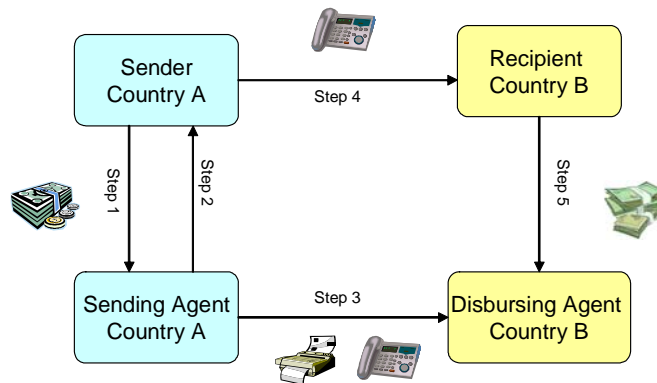 Sender
Country A
Recipient
Country B
Step 4
Step 1
Step 2
Step 5
Sending Agent
Country A
Step 3
Disbursing Agent
Country B